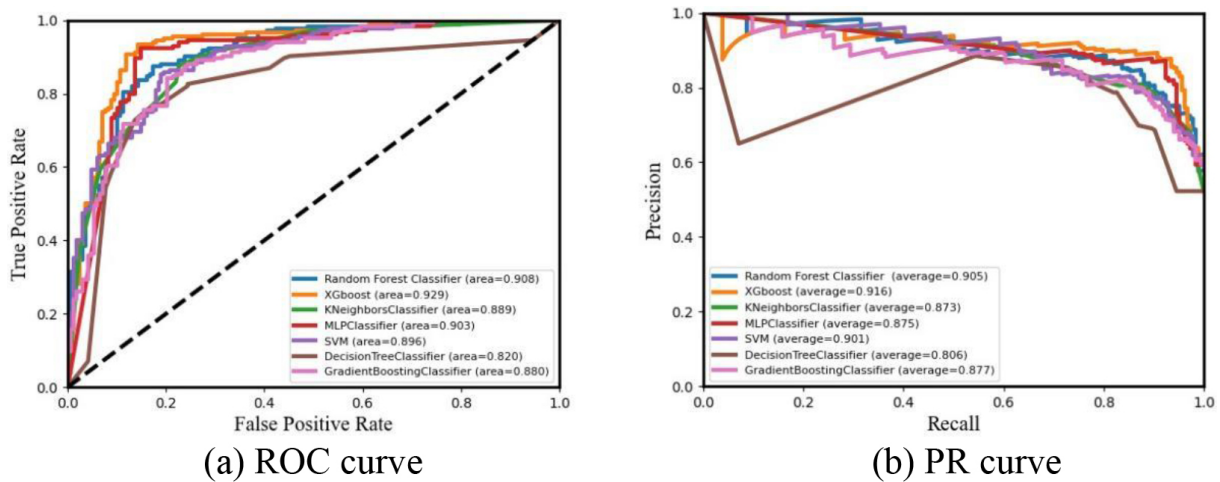 1.0
0.8
0.6
0.4
0.2
0.0
True Positive Rate
Random Forest Classifier (area=0.908)
XGboost (area=0.929)
KNeighborsClassifier (area=0.889)
MLPClassifier (area=0.903)
SVM (area=0.896)
DecisionTreeClassifier (area=0.820)
GradientBoostingClassifier (area=0.880)
0.0 0.2 0.4 0.6 0.8 1.0
False Positive Rate
(a) ROC curve
1.0
0.8
0.6
0.4
0.2
0.0
Precision
Random Forest Classifier (average=0.905)
XGboost (average=0.916)
KNeighborsClassifier (average=0.873)
MLPClassifier (average=0.875)
SVM (average=0.901)
DecisionTreeClassifier (average=0.806)
GradientBoostingClassifier (average=0.877)
0.0 0.2 0.4 0.6 0.8 1.0
Recall
(b) PR curve